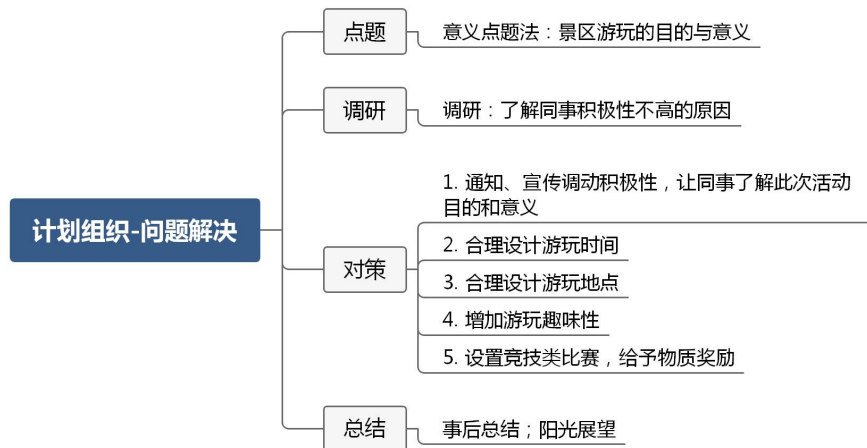 点题
意义点题法：景区游玩的目的与意义
调研
调研：了解同事积极性不高的原因
计划组织-问题解决
对策
1. 通知、宣传调动积极性，让同事了解此次活动
目的和意义
2. 合理设计游玩时间
3. 合理设计游玩地点
4. 增加游玩趣味性
5. 设置竞技类比赛，给予物质奖励
总结
事后总结；阳光展望